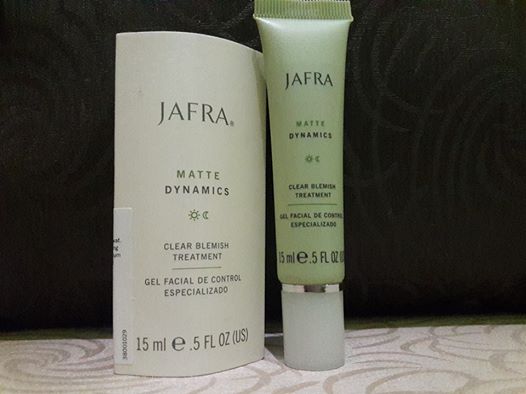 JAFRA®
MATTE
DYNAMICS
CLEAR BLEMISH
TREATMENT
GEL FACIAL DE CONTROL
ESPECIALIZADO
15 ml e .5 FL OZ (US)
JAFRA
MATTE
DYNAMICS
CLEAR BLEMISH
TREATMENT
GEL FACIAL DE CONTROL
ESPECIALIZADO
15 ml e .5 FL OZ